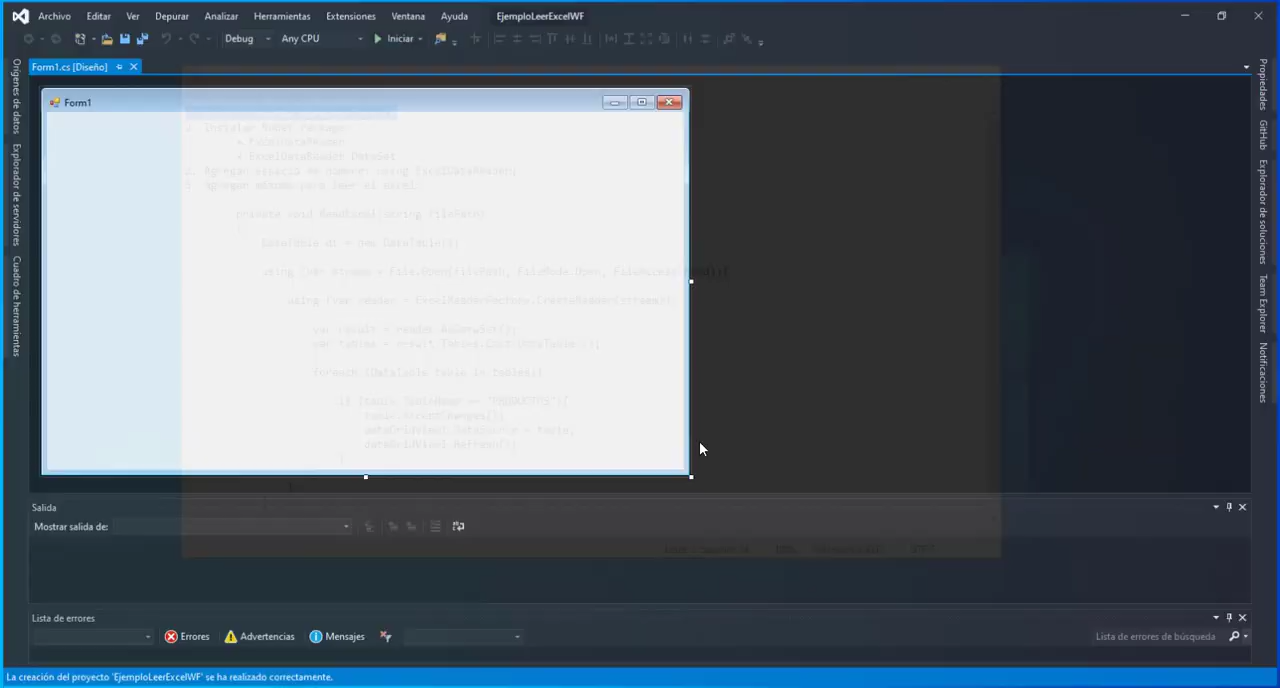 Archivo Editar Ver Depurar Analizar Herramientas Extensiones Ventana Ayuda EjemploLeerExcelWF
Debug Any CPU Iniciar
Form1.cs [Diseño]
Orígenes de datos
Explorador de servidores
Cuadro de herramientas
Form1
1. Instalar Nuget Package:
+ ExcelDataReader
+ ExcelDataReader.DataSet
2. Agregar espacio de nombre: using ExcelDataReader;
3. Agregar método para leer el excel
private void ReadExcel(string filePath)
DataTable dt = new DataTable();
using (var stream = File.Open(filePath, FileMode.Open, FileAccess.Read)){
using (var reader = ExcelReaderFactory.CreateReader(stream))
var result = reader.AsDataSet();
var tables = result.Tables.Cast<DataTable>();
foreach (DataTable table in tables)
if (table.TableName == "PRODUCTOS"){
table.AcceptChanges();
dataGridView1.DataSource = table;
dataGridView1.Refresh();
}
Propiedades
GitHub
Explorador de soluciones
Team Explorer
Notificaciones
Salida
Mostrar salida de:
Lista de errores
Errores Advertencias Mensajes Lista de errores de búsqueda
La creación del proyecto 'EjemploLeerExcelWF' se ha realizado correctamente.